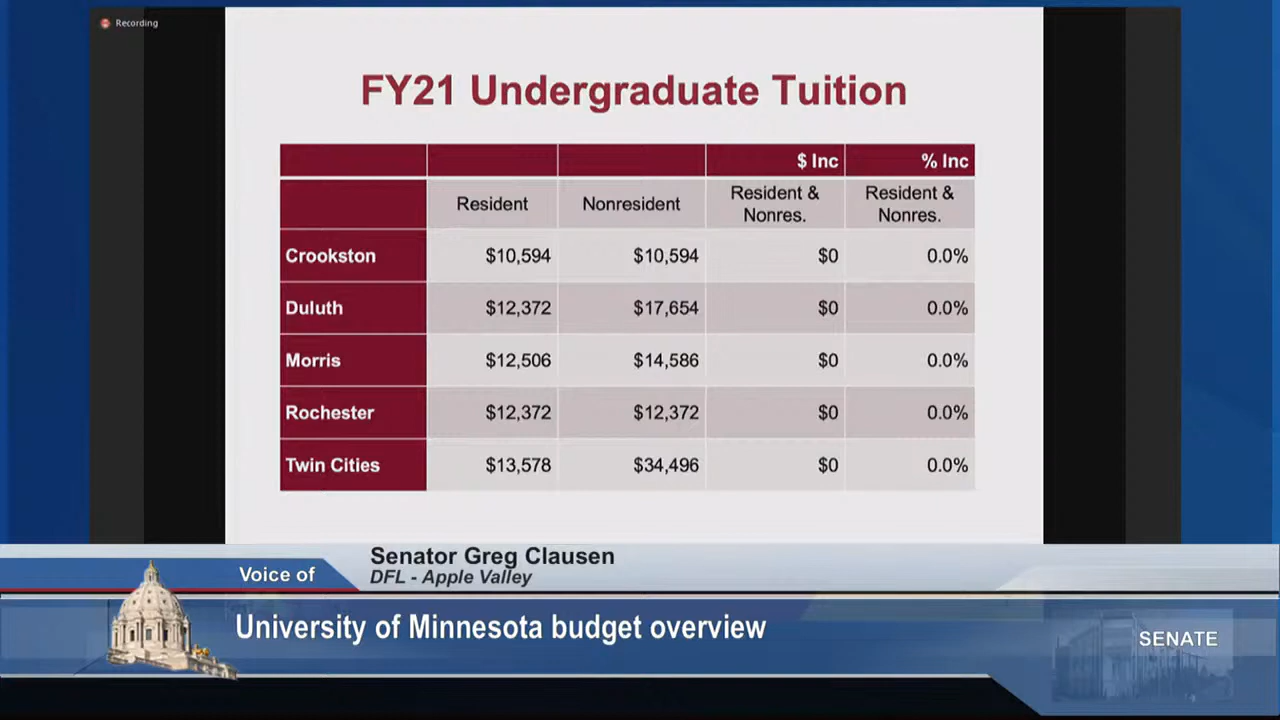 Recording
FY21 Undergraduate Tuition
$ Inc % Inc
Resident Nonresident Resident & Nonres. Resident & Nonres.
Crookston $10,594 $10,594 $0 0.0%
Duluth $12,372 $17,654 $0 0.0%
Morris $12,506 $14,586 $0 0.0%
Rochester $12,372 $12,372 $0 0.0%
Twin Cities $13,578 $34,496 $0 0.0%
Senator Greg Clausen
Voice of
DFL - Apple Valley
University of Minnesota budget overview
SENATE